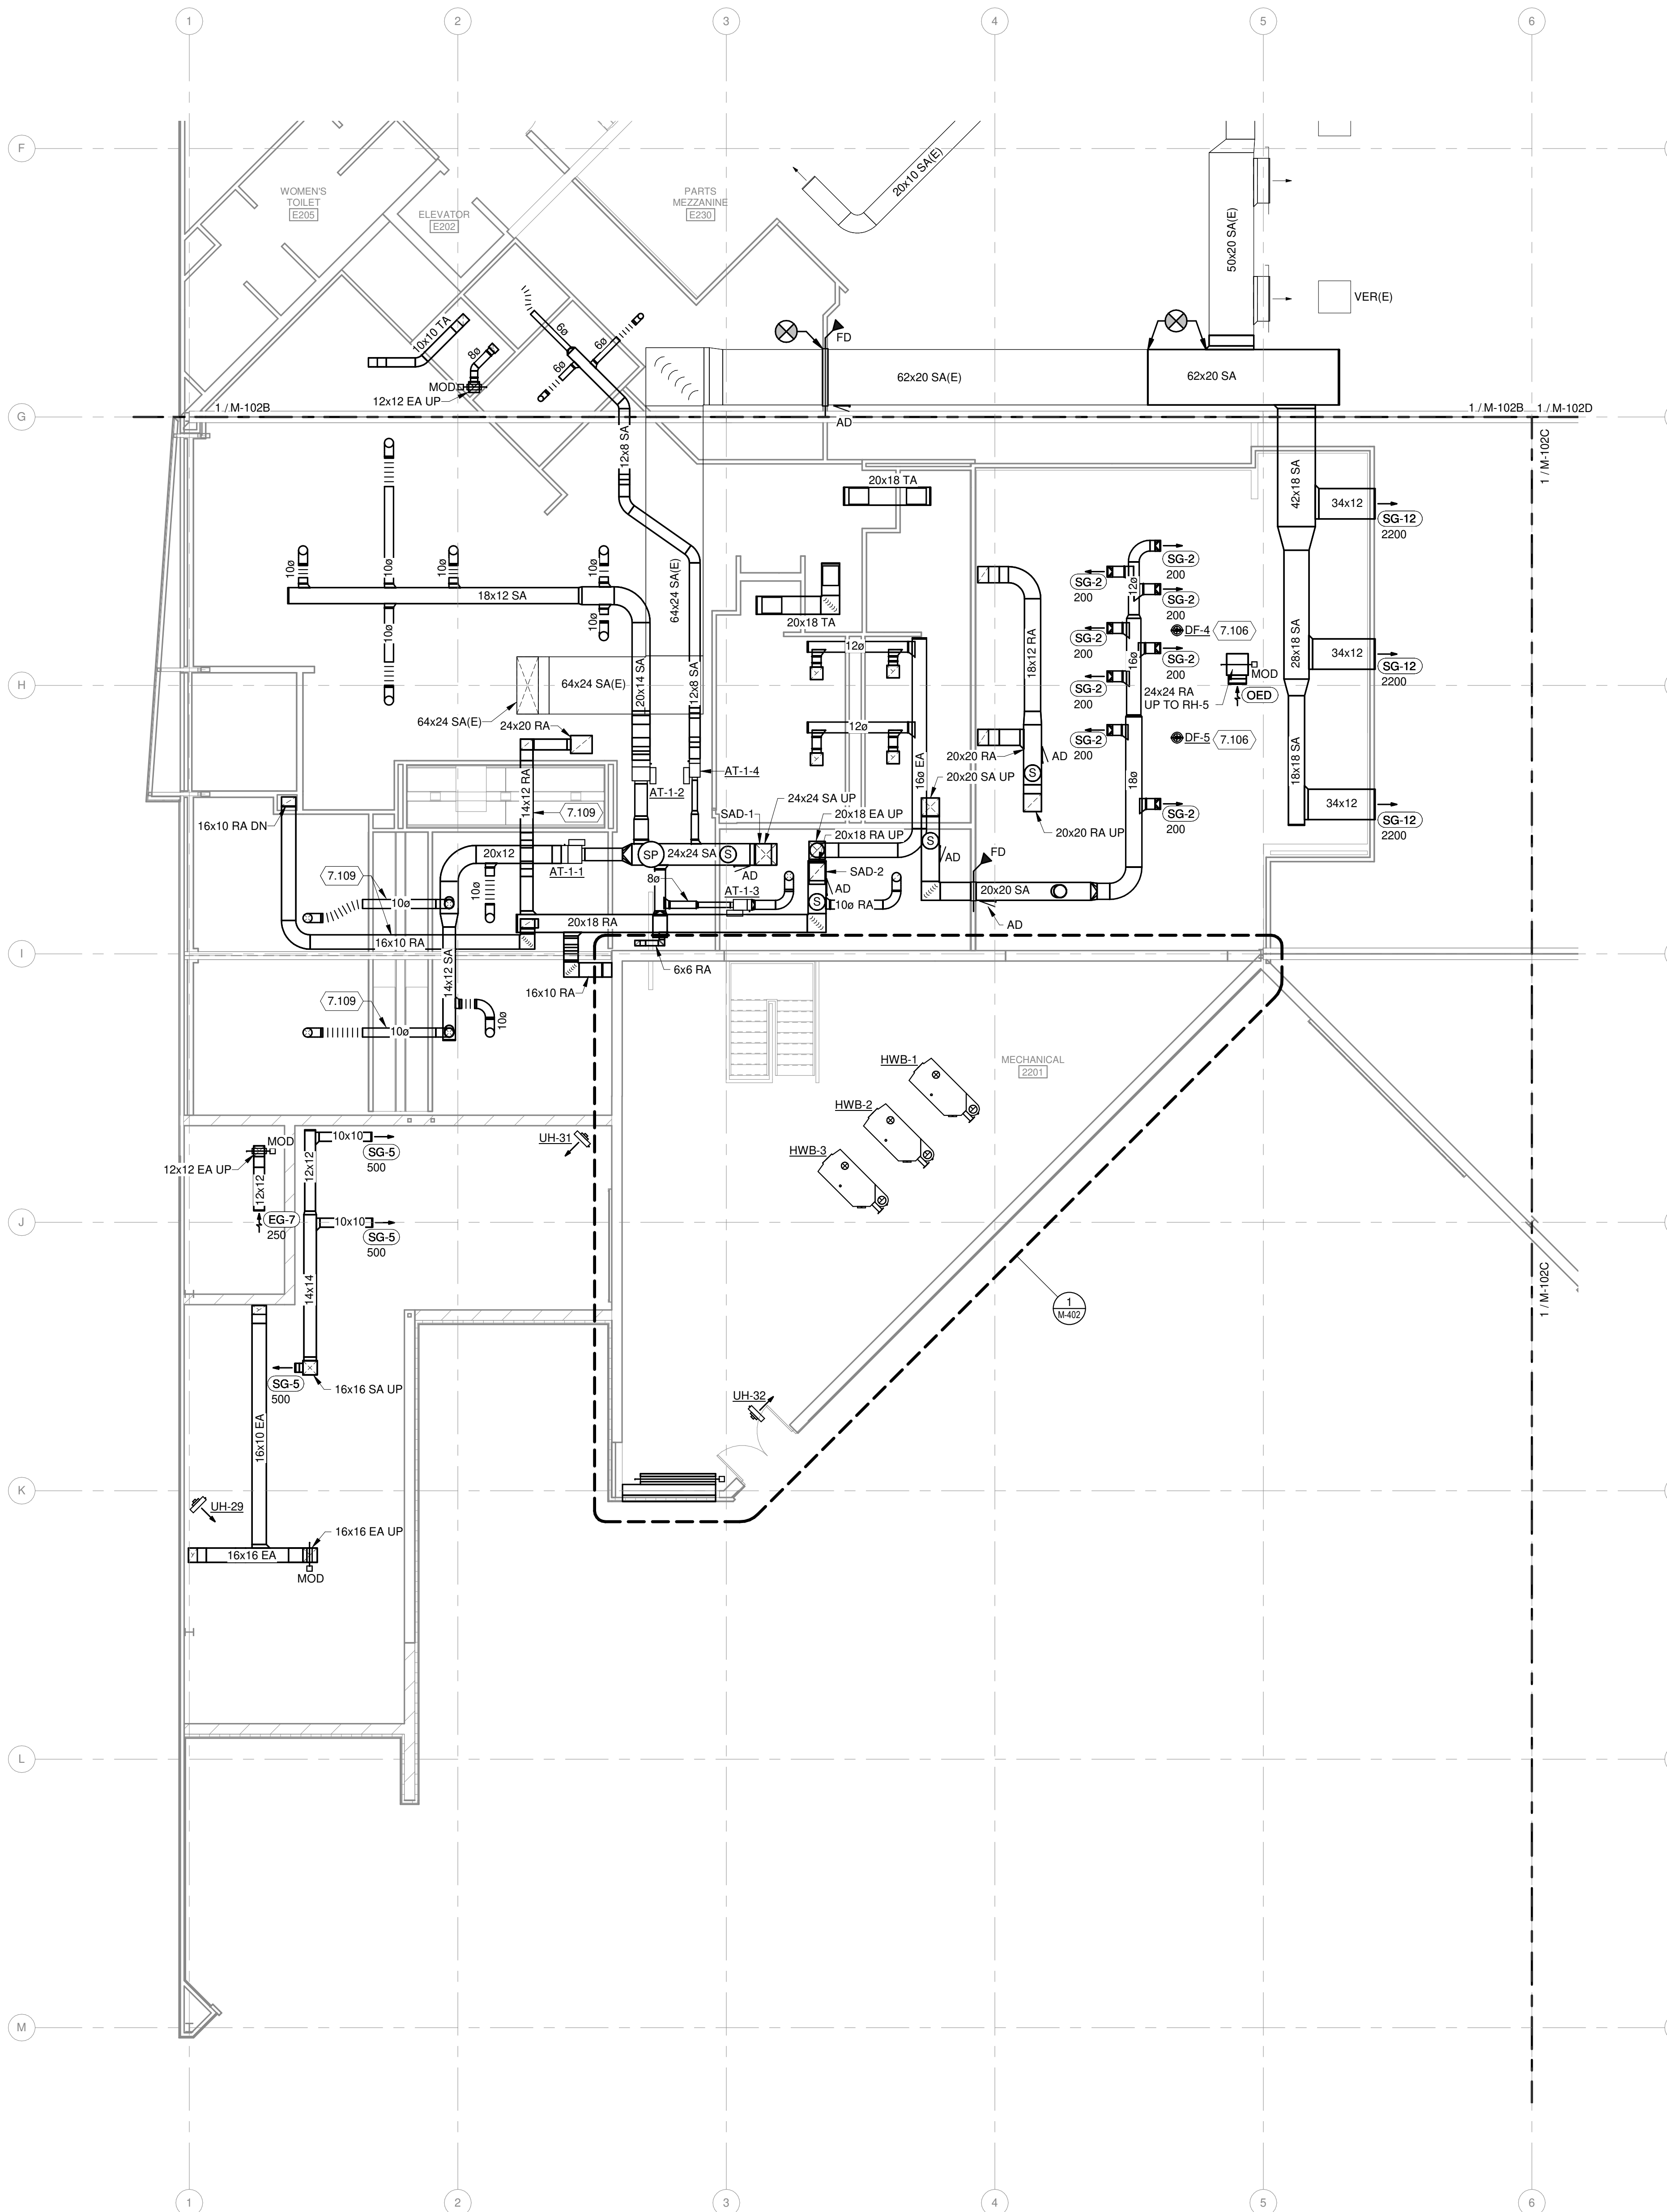 1
2
3
4
5
6
F
WOMEN'S
TOILET
E205
ELEVATOR
E202
PARTS
MEZZANINE
E230
20x10 SA(E)
50x20 SA(E)
VER(E)
10x10 TA
8ø
6ø
6ø
6ø
MOD
12x12 EA UP
FD
62x20 SA(E)
62x20 SA
G
1 / M-102B
AD
1 / M-102B
1 / M-102D
1 / M-102C
12x8 SA
20x18 TA
42x18 SA
34x12
SG-12
2200
10ø
10ø
10ø
10ø
18x12 SA
10ø
10ø
64x24 SA(E)
20x18 TA
SG-2
200
SG-2
200
12ø
SG-2
200
SG-2
200
DF-4
7.106
16ø
SG-2
200
SG-2
200
18x12 RA
28x18 SA
34x12
SG-12
2200
12ø
H
64x24 SA(E)
64x24 SA(E)
20x14 SA
12x8 SA
24x20 RA
12ø
24x24 RA
UP TO RH-5
MOD
OED
SG-2
200
DF-5
7.106
20x20 RA
AD
S
20x20 RA UP
18ø
SG-2
200
18x18 SA
34x12
SG-12
2200
16ø EA
20x20 SA UP
AT-1-4
AT-1-2
14x12 RA
7.109
16x10 RA DN
SAD-1
24x24 SA UP
20x18 EA UP
20x18 RA UP
20x12
AT-1-1
SP
24x24 SA
S
AD
SAD-2
AD
S
AD
FD
7.109
10ø
10ø
8ø
AT-1-3
S
10ø RA
20x20 SA
AD
16x10 RA
20x18 RA
I
14x12 SA
16x10 RA
6x6 RA
7.109
10ø
10ø
MECHANICAL
2201
HWB-1
HWB-2
HWB-3
UH-31
MOD
12x12 EA UP
12x12
12x12
10x10
SG-5
500
J
EG-7
250
10x10
SG-5
500
14x14
1 / M-102C
1
M-402
SG-5
500
16x16 SA UP
UH-32
16x10 EA
K
UH-29
16x16 EA UP
16x16 EA
MOD
L
M
1
2
3
4
5
6